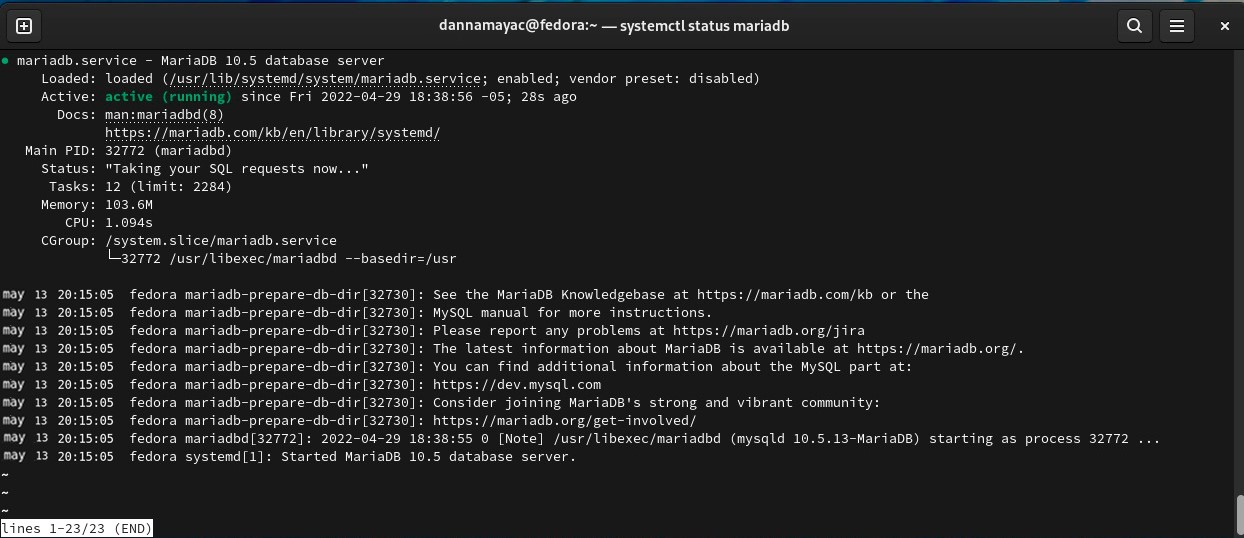 dannamayac@fedora:~ — systemctl status mariadb
● mariadb.service - MariaDB 10.5 database server
Loaded: loaded (/usr/lib/systemd/system/mariadb.service; enabled; vendor preset: disabled)
Active: active (running) since Fri 2022-04-29 18:38:56 -05; 28s ago
Docs: man:mariadbd(8)
https://mariadb.com/kb/en/library/systemd/
Main PID: 32772 (mariadbd)
Status: "Taking your SQL requests now..."
Tasks: 12 (limit: 2284)
Memory: 103.6M
CPU: 1.094s
CGroup: /system.slice/mariadb.service
└─32772 /usr/libexec/mariadbd --basedir=/usr
may 13 20:15:05 fedora mariadb-prepare-db-dir[32730]: See the MariaDB Knowledgebase at https://mariadb.com/kb or the
may 13 20:15:05 fedora mariadb-prepare-db-dir[32730]: MySQL manual for more instructions.
may 13 20:15:05 fedora mariadb-prepare-db-dir[32730]: Please report any problems at https://mariadb.org/jira
may 13 20:15:05 fedora mariadb-prepare-db-dir[32730]: The latest information about MariaDB is available at https://mariadb.org/.
may 13 20:15:05 fedora mariadb-prepare-db-dir[32730]: You can find additional information about the MySQL part at:
may 13 20:15:05 fedora mariadb-prepare-db-dir[32730]: https://dev.mysql.com
may 13 20:15:05 fedora mariadb-prepare-db-dir[32730]: Consider joining MariaDB's strong and vibrant community:
may 13 20:15:05 fedora mariadb-prepare-db-dir[32730]: https://mariadb.org/get-involved/
may 13 20:15:05 fedora mariadbd[32772]: 2022-04-29 18:38:55 0 [Note] /usr/libexec/mariadbd (mysqld 10.5.13-MariaDB) starting as process 32772 ...
may 13 20:15:05 fedora systemd[1]: Started MariaDB 10.5 database server.
~
~
~
lines 1-23/23 (END)